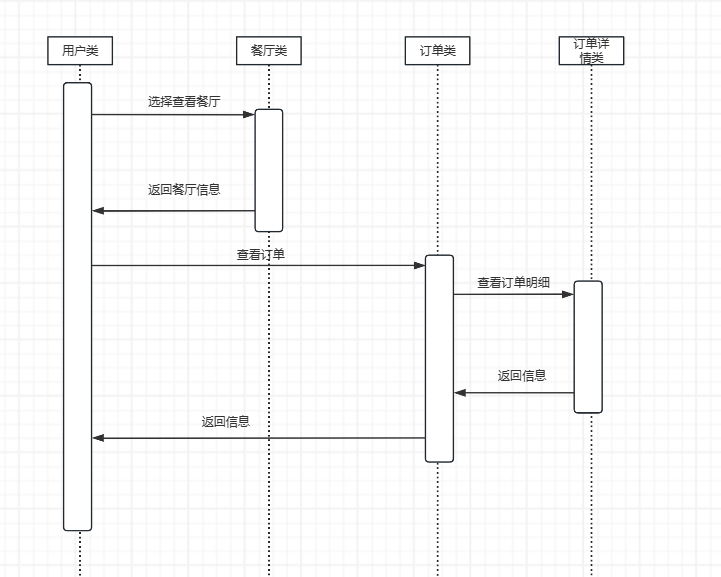 用户类
餐厅类
订单类
订单详
情类
选择查看餐厅
返回餐厅信息
查看订单
查看订单明细
返回信息
返回信息